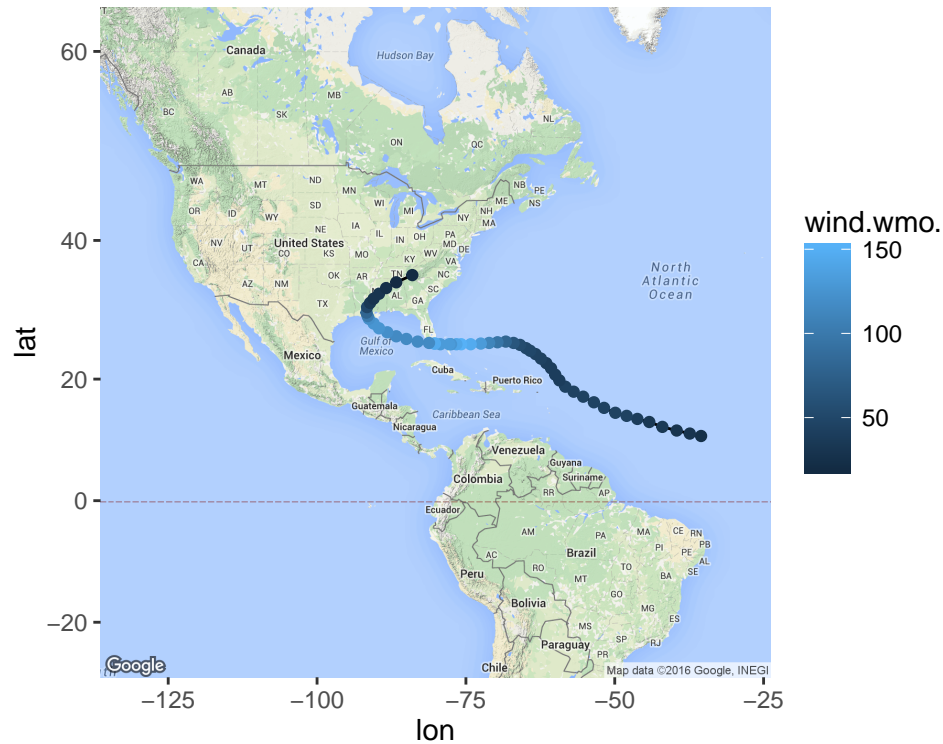 60
40
20
0
−20
lat
−125
−100
−75
−50
−25
lon
wind.wmo.
150
100
50
Canada
Hudson Bay
AB
MB
BC
SK
NL
ON
QC
WA
MT
ND
MN
NB
PE
OR
ID
SD
WI
MI
ME
NS
WY
NH
NY
MA
NE
IA
NV
UT
United States
IL
IN
OH
PA
MD
DE
CO
KS
MO
WV
CA
KY
VA
OK
AR
TN
NC
AZ
NM
SC
AL
GA
TX
North
Atlantic
Ocean
FL
Gulf of
Mexico
Mexico
Cuba
Puerto Rico
Guatemala
Caribbean Sea
Nicaragua
Venezuela
Guyana
Colombia
Suriname
RR
AP
Ecuador
AM
PA
MA
CE
RN
PB
PI
PE
AC
Brazil
AL
RO
TO
SE
Peru
MT
BA
GO
Bolivia
MG
ES
MS
SP
RJ
Paraguay
PR
Chile
Google
Map data ©2016 Google, INEGI